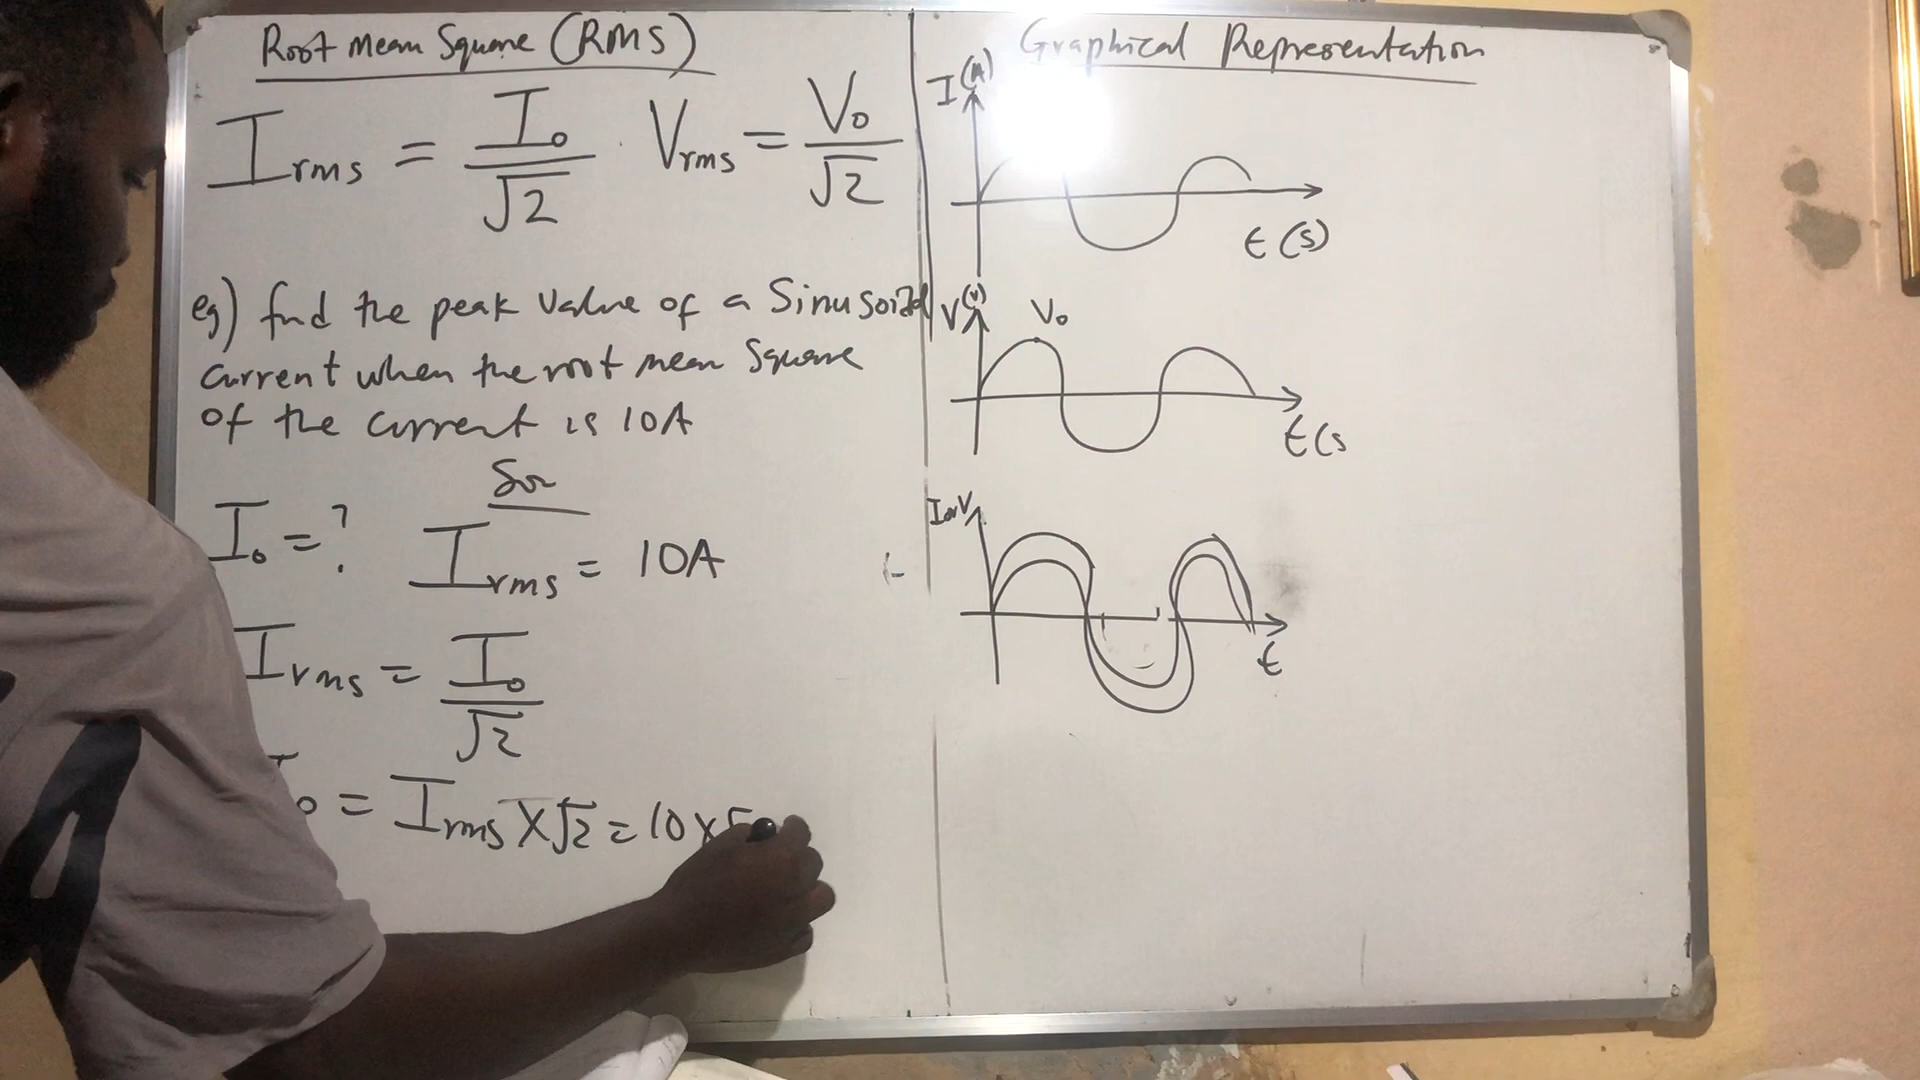 Root Mean Square (RMS)
Irms = I₀/√2 . Vrms = V₀/√2
eg) find the peak value of a Sinusoidal
current when the root mean Square
of the current is 10A
Soln
I₀ = ? Irms = 10A
Irms = I₀/√2
₀ = Irms X √2 = 10 X √
Graphical Representation
I(A)
t (s)
V(v)
V₀
t(s
I or V
t